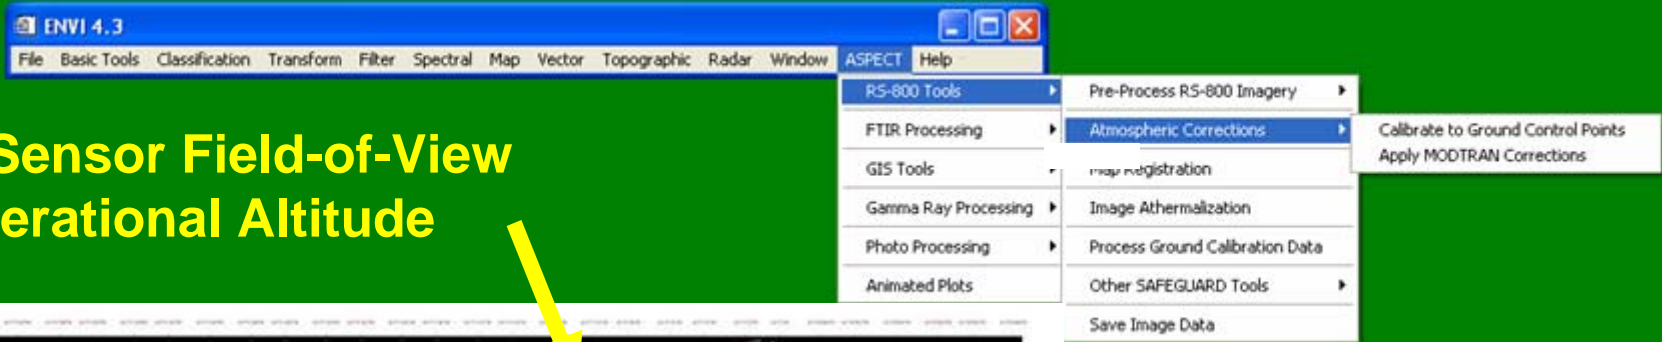 ENVI 4.3
File Basic Tools Classification Transform Filter Spectral Map Vector Topographic Radar Window ASPECT Help
RS-800 Tools
FTIR Processing
GIS Tools
Gamma Ray Processing
Photo Processing
Animated Plots
Pre-Process RS-800 Imagery
Atmospheric Corrections
Map Registration
Image Athermalization
Process Ground Calibration Data
Other SAFEGUARD Tools
Save Image Data
Calibrate to Ground Control Points
Apply MODTRAN Corrections
Sensor Field-of-View
erational Altitude